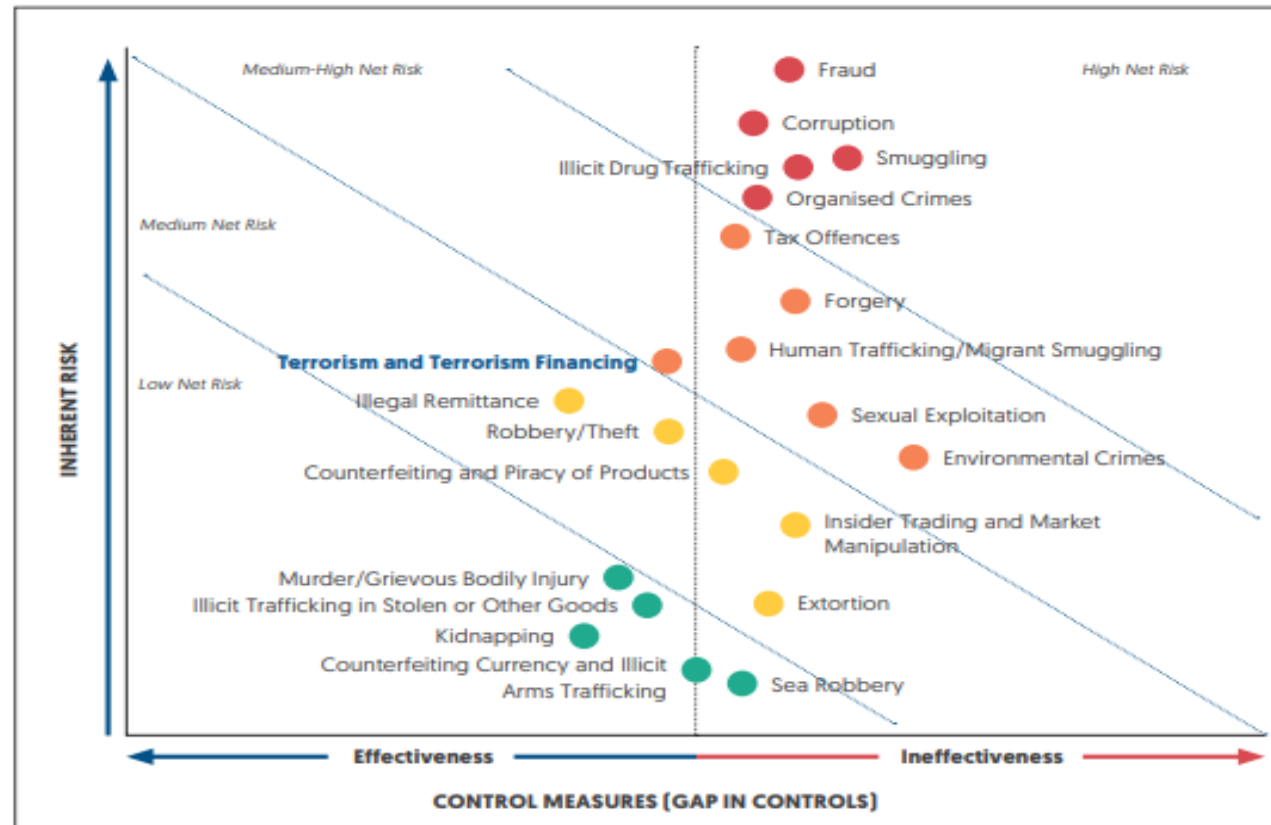 Medium-High Net Risk
Fraud
High Net Risk
Corruption
Illicit Drug Trafficking
Smuggling
Organised Crimes
Medium Net Risk
Tax Offences
Forgery
Human Trafficking/Migrant Smuggling
Terrorism and Terrorism Financing
Low Net Risk
Illegal Remittance
Sexual Exploitation
Robbery/Theft
Environmental Crimes
Counterfeiting and Piracy of Products
Insider Trading and Market
Manipulation
Murder/Grievous Bodily Injury
Illicit Trafficking in Stolen or Other Goods
Extortion
Kidnapping
Counterfeiting Currency and Illicit
Arms Trafficking
Sea Robbery
INHERENT RISK
Effectiveness
Ineffectiveness
CONTROL MEASURES (GAP IN CONTROLS)